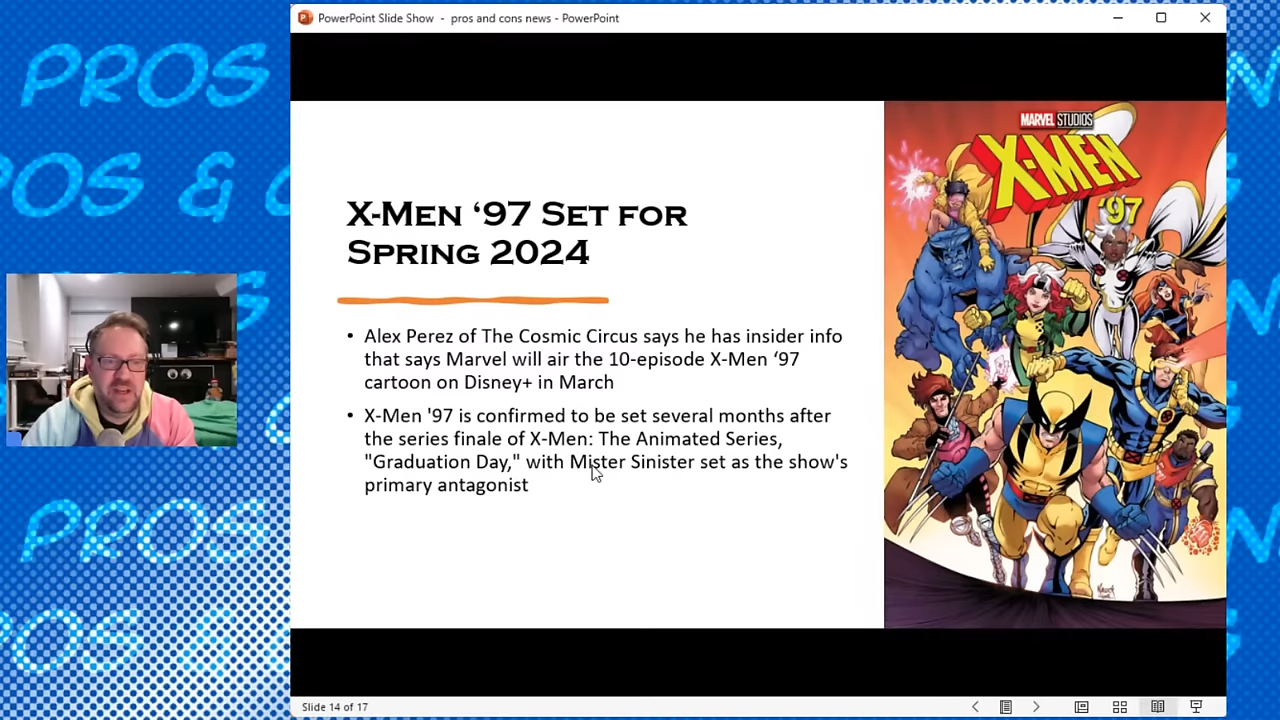 PowerPoint Slide Show - pros and cons news - PowerPoint
PROS
POS & C
PROS
MARVEL STUDIOS
X-MEN
'97
X-Men ‘97 Set for
Spring 2024
• Alex Perez of The Cosmic Circus says he has insider info
that says Marvel will air the 10-episode X-Men ‘97
cartoon on Disney+ in March
• X-Men '97 is confirmed to be set several months after
the series finale of X-Men: The Animated Series,
"Graduation Day," with Mister Sinister set as the show's
primary antagonist
Slide 14 of 17